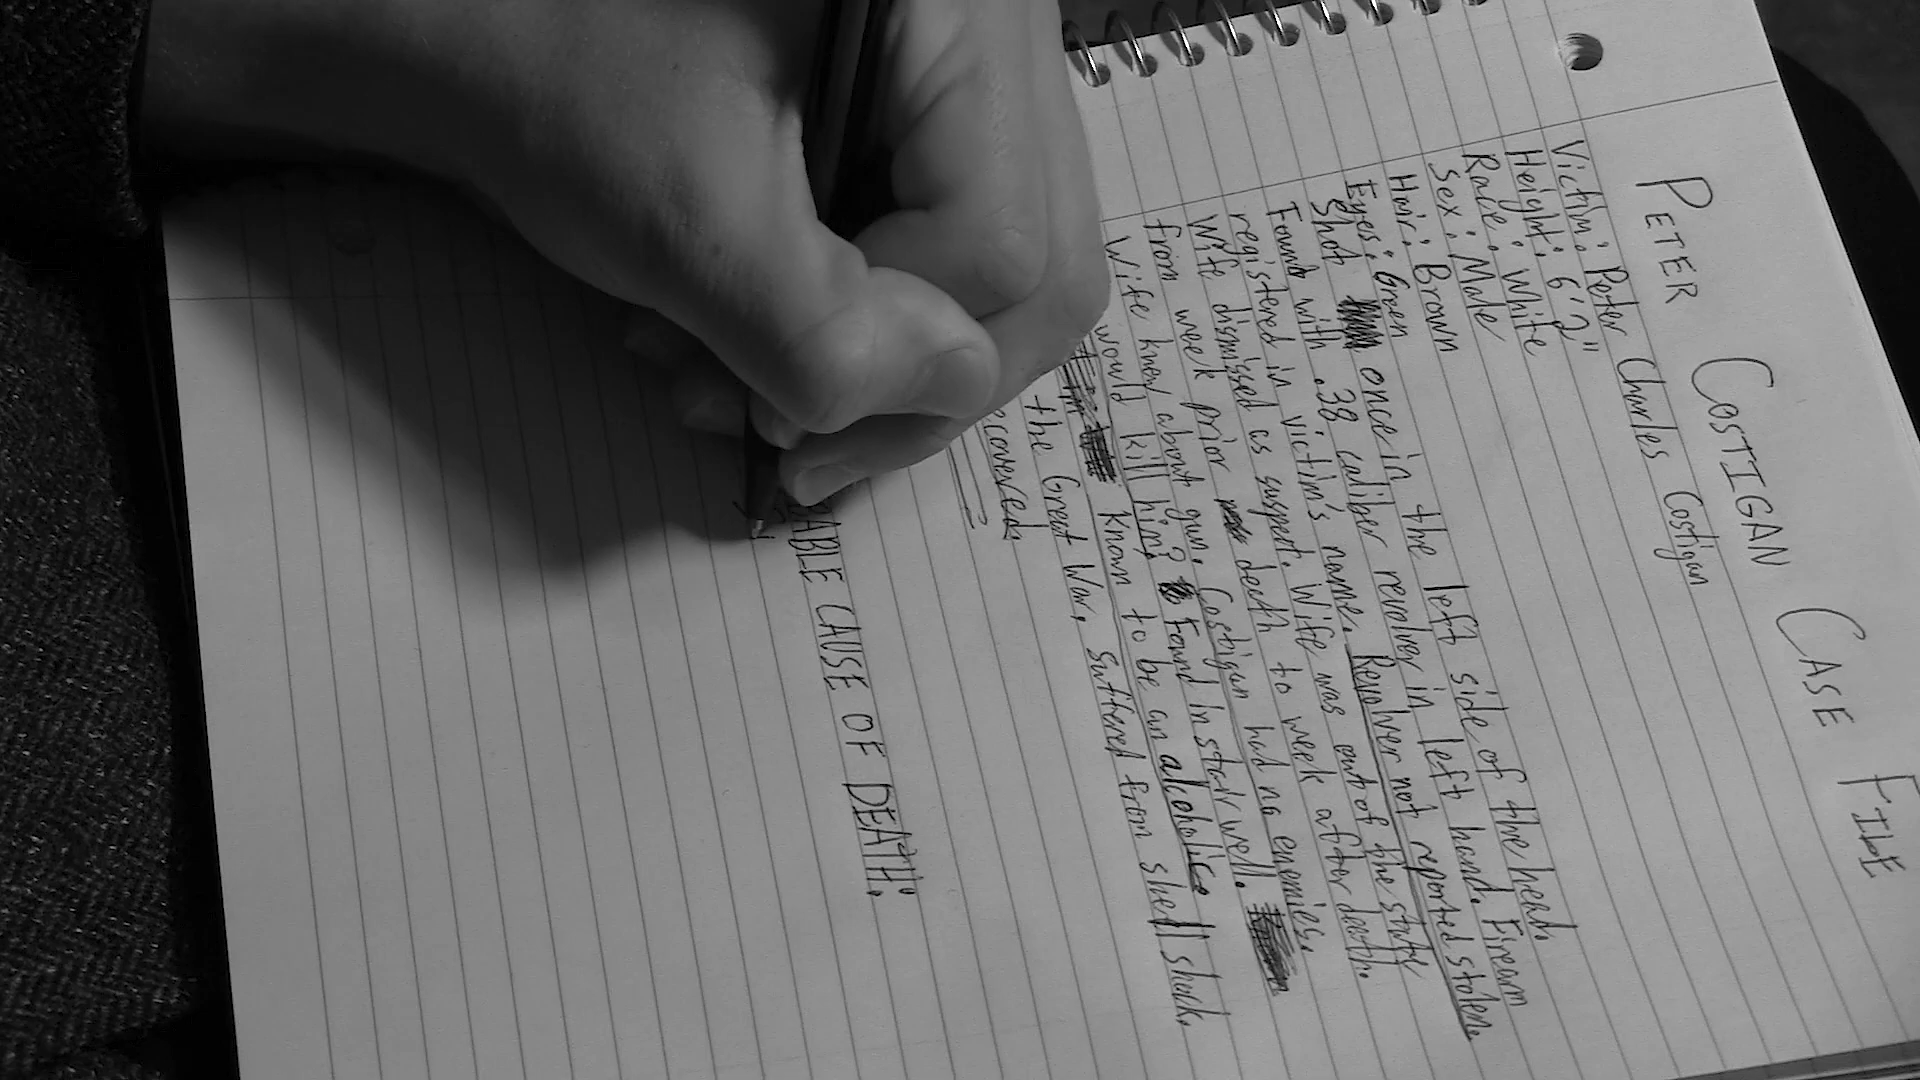 PETER COSTIGAN CASE FILE
Victim: Peter Charles Costigan
Height: 6'2"
Race: White
Sex: Male
Hair: Brown
Eyes: Green
Shot once in the left side of the head.
Found with .38 caliber revolver in left hand. Firearm
registered in victim's name. Revolver not reported stolen.
Wife dismissed as suspect. Wife was out of the state
from week prior death to week after death.
Wife knew about gun. Costigan had no enemies.
would kill him? Found in stairwell.
known to be an alcoholic
the Great War, suffered from shell shock.
ecovered
BABLE CAUSE OF DEATH: